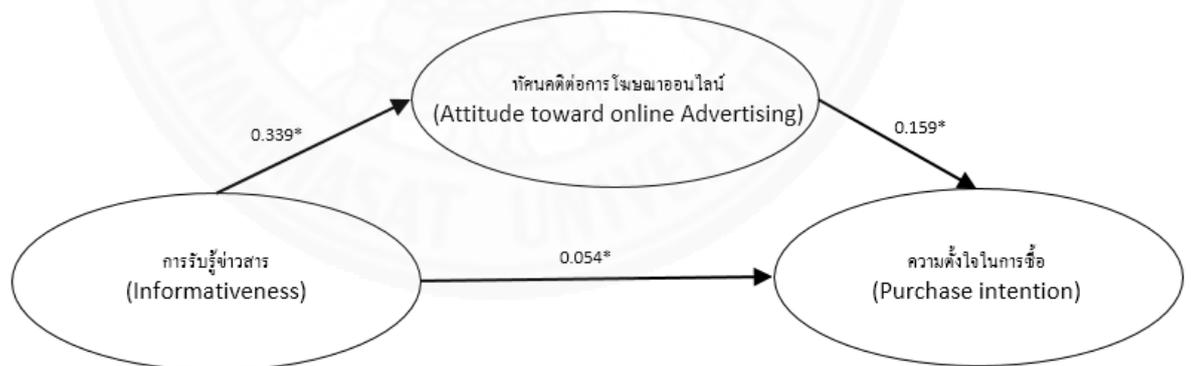 ทัศนคติต่อการโฆษณาออนไลน์
(Attitude toward online Advertising)
0.339*
0.159*
การรับรู้ข่าวสาร
(Informativeness)
0.054*
ความตั้งใจในการซื้อ
(Purchase intention)